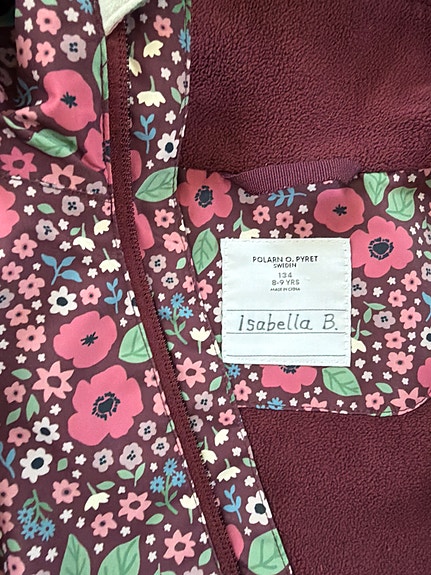 POLARN O. PYRET
SWEDEN
134
8-9 YRS
MADE IN CHINA
Isabella B.